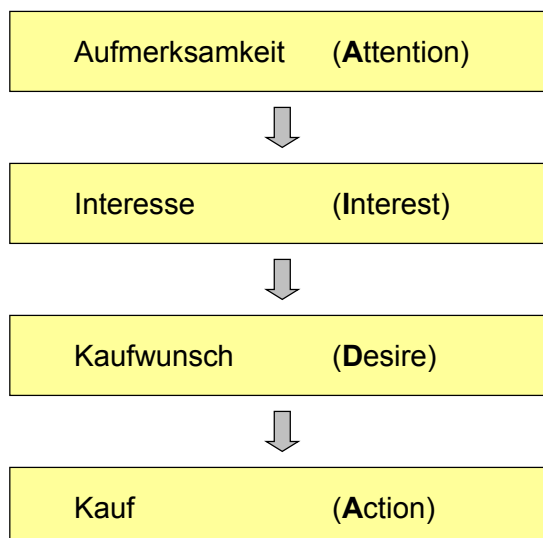 Aufmerksamkeit (Attention)
Interesse (Interest)
Kaufwunsch (Desire)
Kauf (Action)